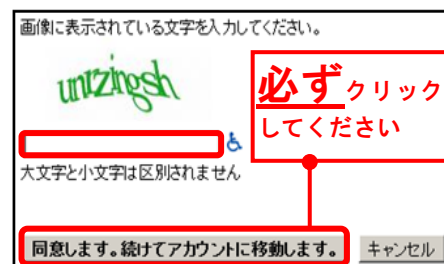 画像に表示されている文字を入力してください。
必ずクリック
してください
大文字と小文字は区別されません
同意します。続けてアカウントに移動します。
キャンセル